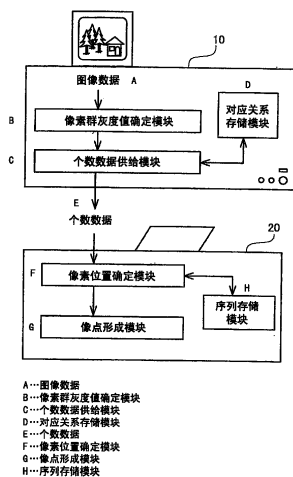 10
图像数据 A
D
B 像素群灰度值确定模块
对应关系
存储模块
C 个数数据供给模块
E
个数数据
20
F 像素位置确定模块
H
序列存储
模块
G 像点形成模块
A…图像数据
B…像素群灰度值确定模块
C…个数数据供给模块
D…对应关系存储模块
E…个数数据
F…像素位置确定模块
G…像点形成模块
H…序列存储模块